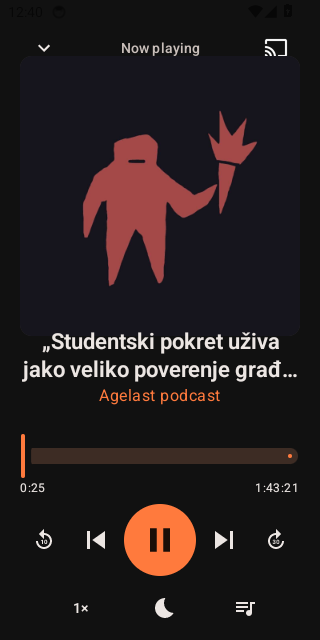 12:40
Now playing
„Studentski pokret uživa
jako veliko poverenje građ…
Agelast podcast
0:25
1:43:21
10
30
1×